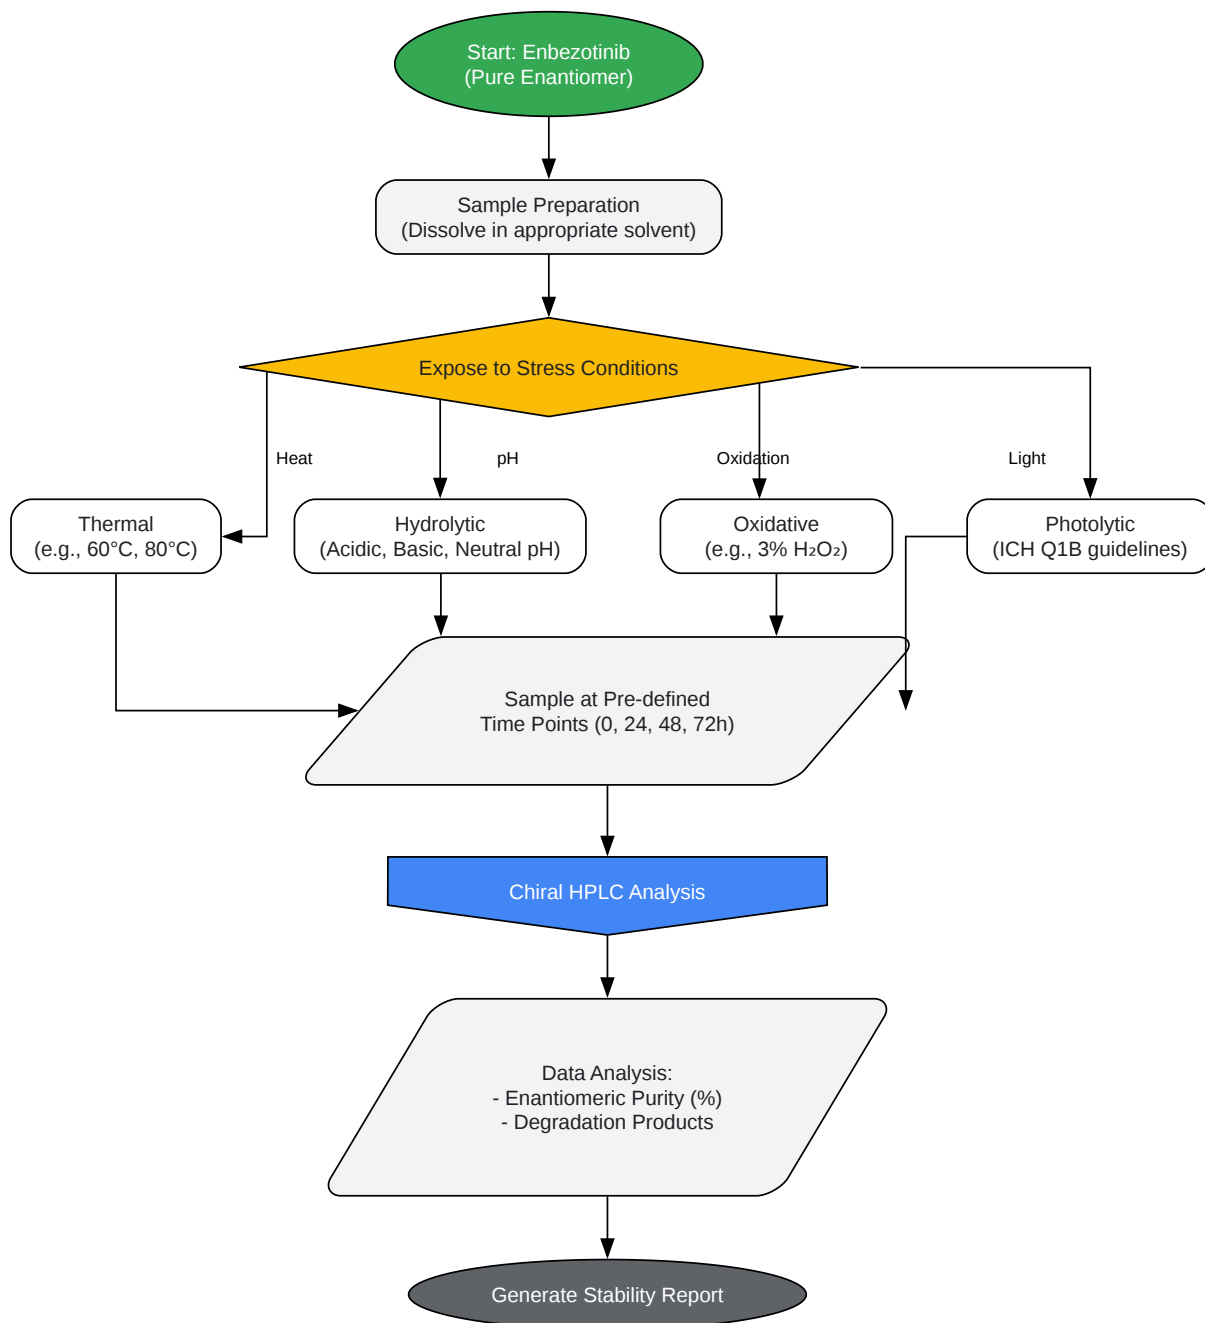 Start: Enbezotinib
(Pure Enantiomer)
Sample Preparation
(Dissolve in appropriate solvent)
Expose to Stress Conditions
Heat
pH
Oxidation
Light
Thermal
(e.g., 60°C, 80°C)
Hydrolytic
(Acidic, Basic, Neutral pH)
Oxidative
(e.g., 3% H₂O₂)
Photolytic
(ICH Q1B guidelines)
Sample at Pre-defined
Time Points (0, 24, 48, 72h)
Chiral HPLC Analysis
Data Analysis:
- Enantiomeric Purity (%)
- Degradation Products
Generate Stability Report